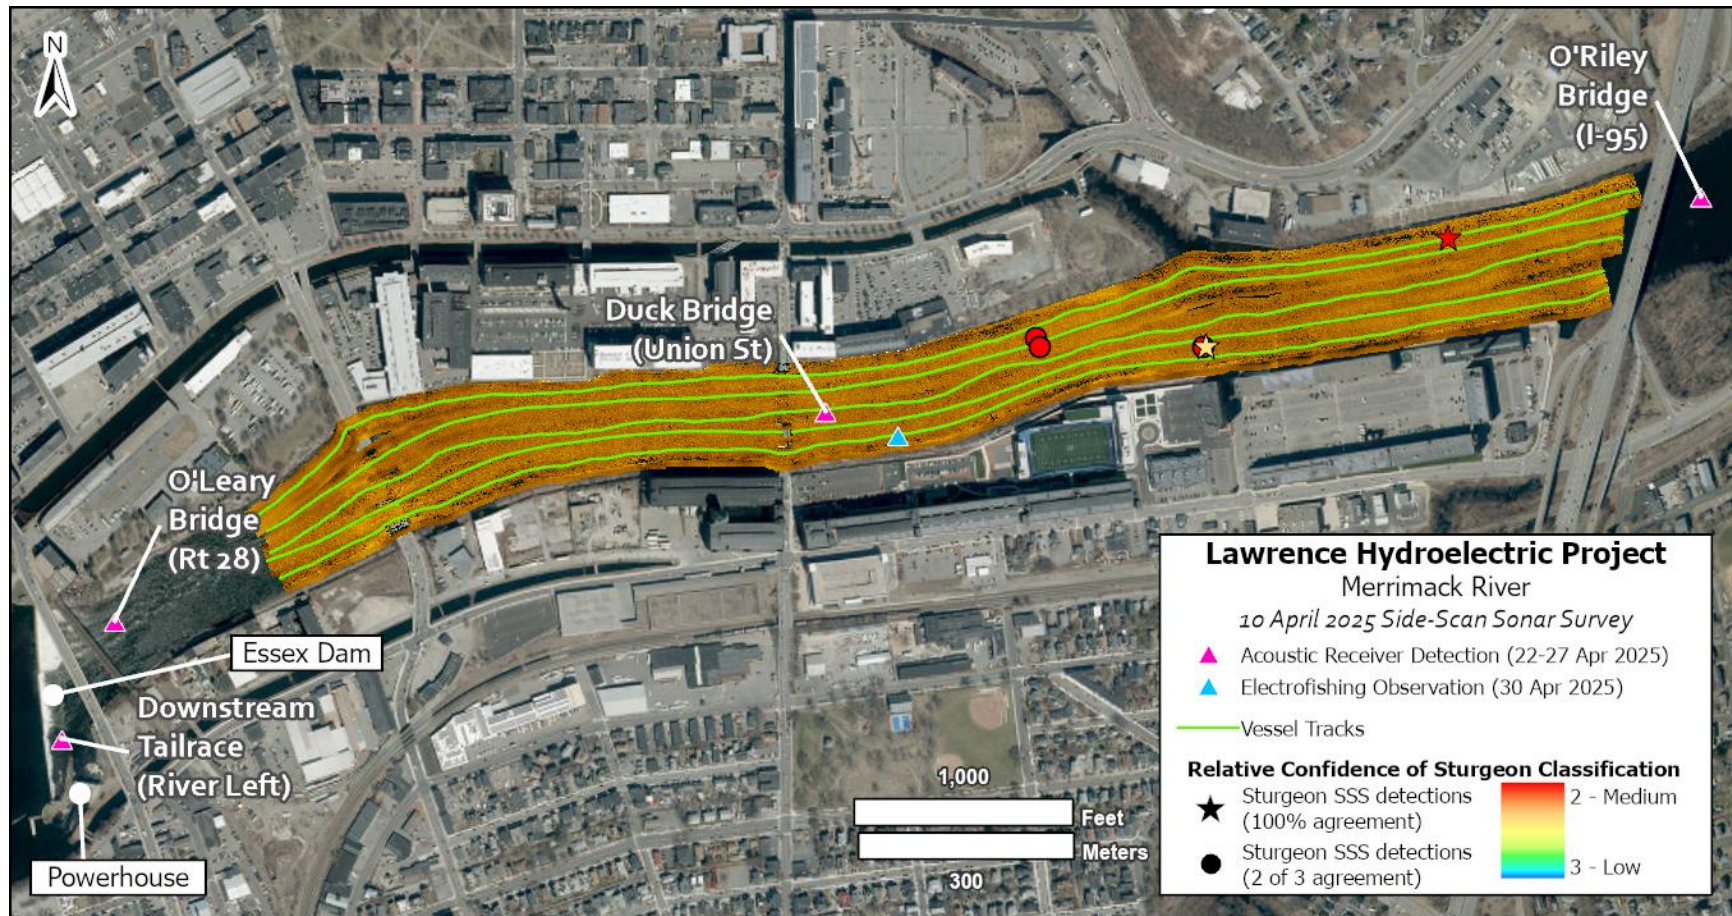 N
O'Riley
Bridge
(I-95)
Duck Bridge
(Union St)
O'Leary
Bridge
(Rt 28)
Essex Dam
Downstream
Tailrace
(River Left)
Powerhouse
1,000
Feet
Meters
300
Lawrence Hydroelectric Project
Merrimack River
10 April 2025 Side-Scan Sonar Survey
Acoustic Receiver Detection (22-27 Apr 2025)
Electrofishing Observation (30 Apr 2025)
Vessel Tracks
Relative Confidence of Sturgeon Classification
Sturgeon SSS detections
(100% agreement)
Sturgeon SSS detections
(2 of 3 agreement)
2 - Medium
3 - Low